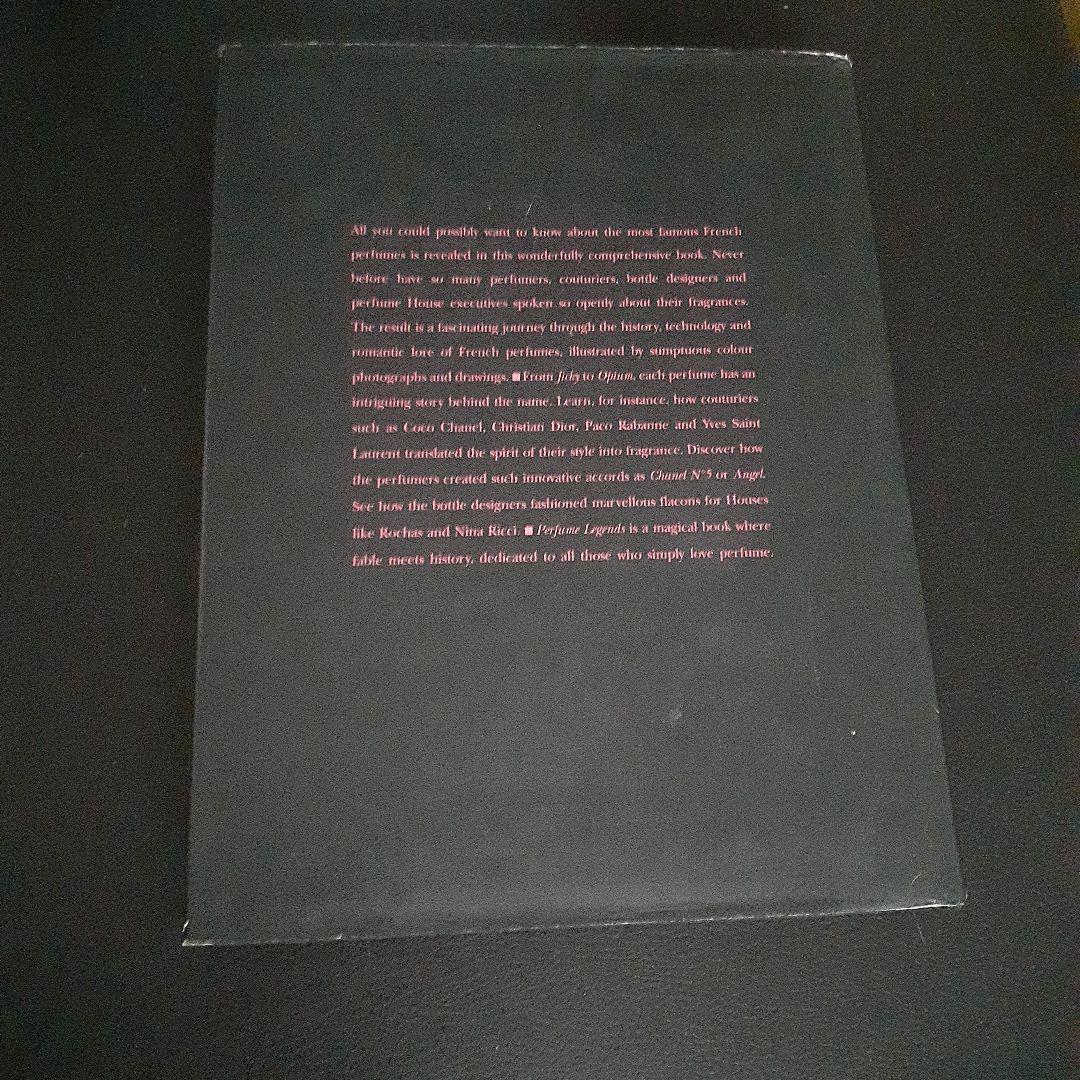 All you could possibly want to know about the most famous French
perfumes is revealed in this wonderfully comprehensive book. Never
before have so many perfumers, couturiers, bottle designers and
perfume House executives spoken so openly about their fragrances.
The result is a fascinating journey through the history, technology and
romantic lore of French perfumes, illustrated by sumptuous colour
photographs and drawings. ■ From Jicky to Opium, each perfume has an
intriguing story behind the name. Learn, for instance, how couturiers
such as Coco Chanel, Christian Dior, Paco Rabanne and Yves Saint
Laurent translated the spirit of their style into fragrance. Discover how
the perfumers created such innovative accords as Chanel N°5 or Angel.
See how the bottle designers fashioned marvellous flacons for Houses
like Rochas and Nina Ricci. ■ Perfume Legends is a magical book where
fable meets history, dedicated to all those who simply love perfume.